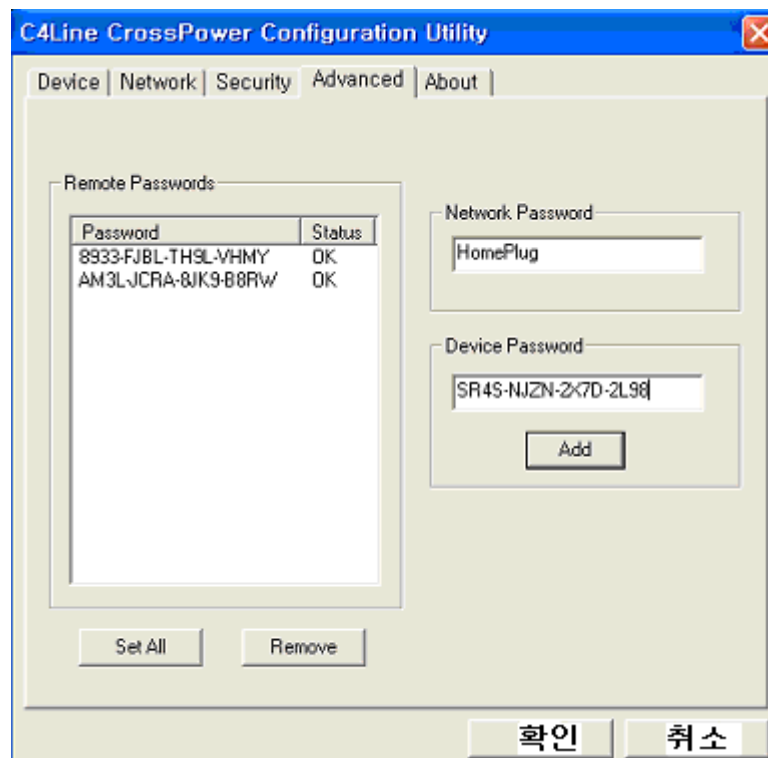 C4Line CrossPower Configuration Utility
Device Network Security Advanced About
Remote Passwords
Password Status
8933-FJBL-TH9L-VHMY OK
AM3L-JCRA-8JK9-B8RW OK
Network Password
HomePlug
Device Password
SR4S-NJZN-2X7D-2L98
Add
Set All Remove
확인 취소